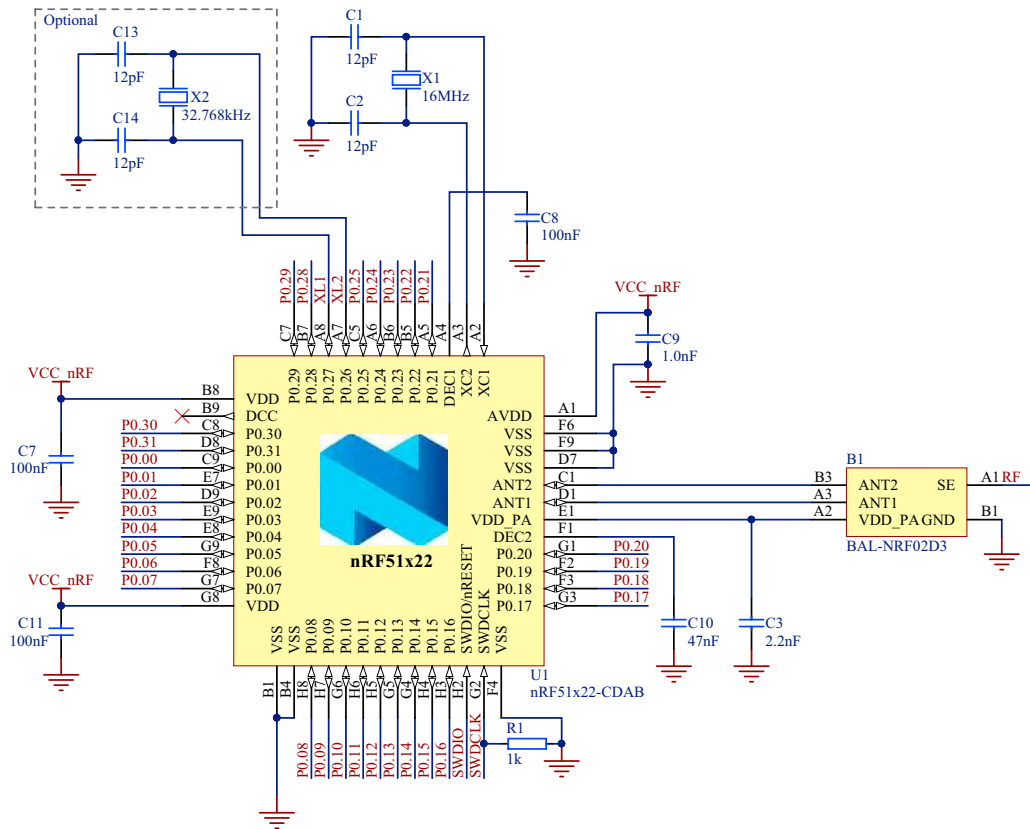 Optional
C13
12pF
X2
32.768kHz
C14
12pF
C1
12pF
X1
16MHz
C2
12pF
C8
100nF
P0.29
P0.28
XL1
XL2
P0.25
P0.24
P0.23
P0.22
P0.21
C7
B7
A8
A7
C5
A6
B6
B5
A5
A4
A3
A2
P0.29
P0.28
P0.27
P0.26
P0.25
P0.24
P0.23
P0.22
P0.21
DEC1
XC2
XC1
VCC_nRF
C9
1.0nF
VCC_nRF
C7
100nF
B8 VDD
B9 DCC
P0.30 C8 P0.30
P0.31 D8 P0.31
P0.00 C9 P0.00
P0.01 E7 P0.01
P0.02 D9 P0.02
P0.03 E9 P0.03
P0.04 E8 P0.04
P0.05 G9 P0.05
P0.06 F8 P0.06
P0.07 G7 P0.07
G8 VDD
VCC_nRF
C11
100nF
nRF51x22
AVDD A1
VSS F6
VSS F9
VSS D7
ANT2 C1
ANT1 D1
VDD_PA E1
DEC2 F1
P0.20 G1 P0.20
P0.19 F2 P0.19
P0.18 F3 P0.18
P0.17 G3 P0.17
B1
B3 ANT2 SE A1 RF
A3 ANT1
A2 VDD_PA GND B1
BAL-NRF02D3
C10
47nF
C3
2.2nF
VSS
VSS
P0.08
P0.09
P0.10
P0.11
P0.12
P0.13
P0.14
P0.15
P0.16
SWDIO/nRESET
SWDCLK
VSS
U1
nRF51x22-CDAB
B1
B4
H8
H7
G6
H6
H5
G5
G4
H4
H3
H2
G2
F4
P0.08
P0.09
P0.10
P0.11
P0.12
P0.13
P0.14
P0.15
P0.16
SWDIO
SWDCLK
R1
1k